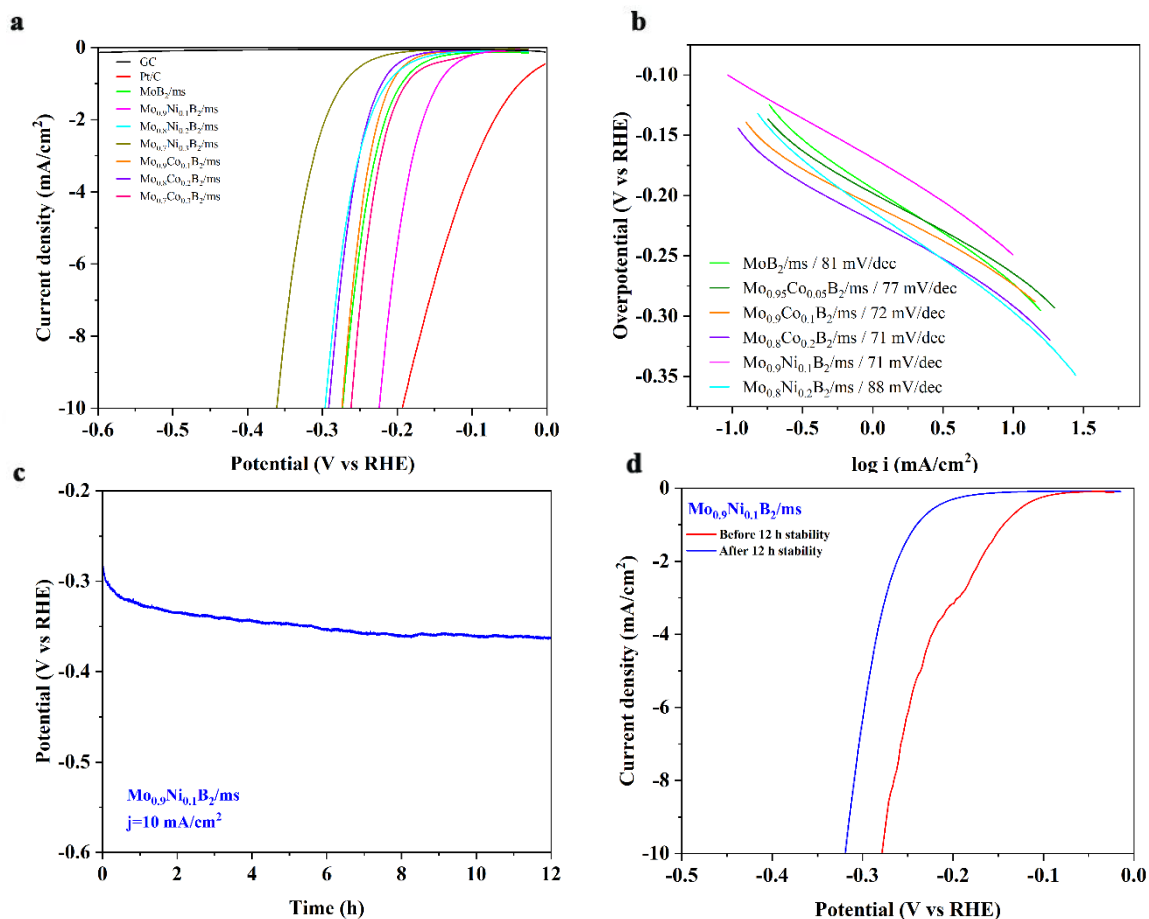 a
0
-2
-4
-6
-8
-10
Current density (mA/cm²)
GC
Pt/C
MoB₂/ms
Mo₀.₉Ni₀.₁B₂/ms
Mo₀.₈Ni₀.₂B₂/ms
Mo₀.₇Ni₀.₃B₂/ms
Mo₀.₉Co₀.₁B₂/ms
Mo₀.₈Co₀.₂B₂/ms
Mo₀.₇Co₀.₃B₂/ms
-0.6 -0.5 -0.4 -0.3 -0.2 -0.1 0.0
Potential (V vs RHE)
b
-0.10
-0.15
-0.20
-0.25
-0.30
-0.35
Overpotential (V vs RHE)
MoB₂/ms / 81 mV/dec
Mo₀.₉₅Co₀.₀₅B₂/ms / 77 mV/dec
Mo₀.₉Co₀.₁B₂/ms / 72 mV/dec
Mo₀.₈Co₀.₂B₂/ms / 71 mV/dec
Mo₀.₉Ni₀.₁B₂/ms / 71 mV/dec
Mo₀.₈Ni₀.₂B₂/ms / 88 mV/dec
-1.0 -0.5 0.0 0.5 1.0 1.5
log i (mA/cm²)
c
-0.2
-0.3
-0.4
-0.5
-0.6
Potential (V vs RHE)
Mo₀.₉Ni₀.₁B₂/ms
j=10 mA/cm²
0 2 4 6 8 10 12
Time (h)
d
0
-2
-4
-6
-8
-10
Current density (mA/cm²)
Mo₀.₉Ni₀.₁B₂/ms
Before 12 h stability
After 12 h stability
-0.5 -0.4 -0.3 -0.2 -0.1 0.0
Potential (V vs RHE)